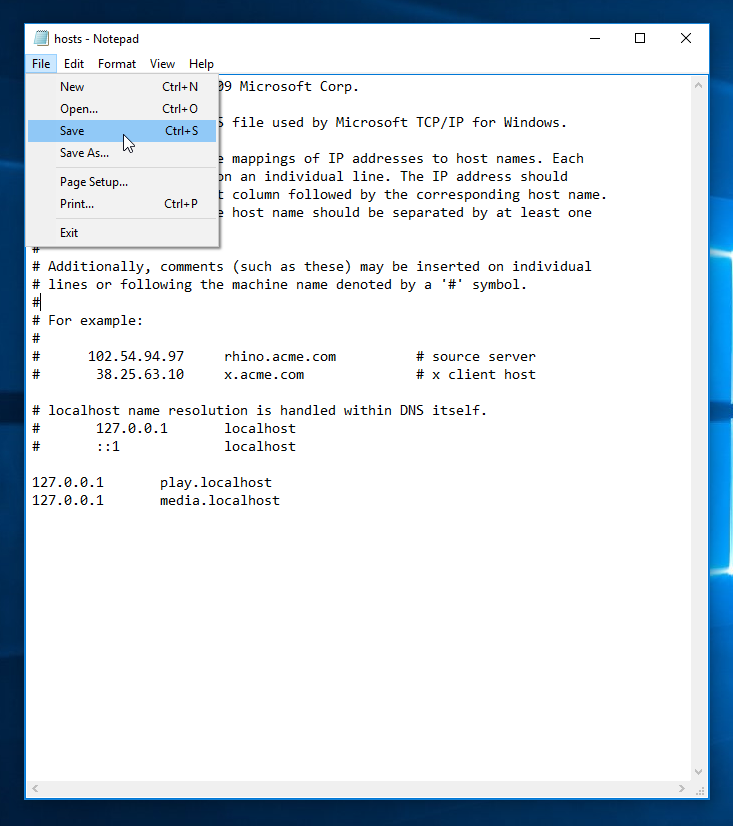 hosts - Notepad
File Edit Format View Help
New Ctrl+N
Open... Ctrl+O
Save Ctrl+S
Save As...
Page Setup...
Print... Ctrl+P
Exit
09 Microsoft Corp.
S file used by Microsoft TCP/IP for Windows.
e mappings of IP addresses to host names. Each
on an individual line. The IP address should
t column followed by the corresponding host name.
e host name should be separated by at least one
#
# Additionally, comments (such as these) may be inserted on individual
# lines or following the machine name denoted by a '#' symbol.
#
# For example:
#
# 102.54.94.97 rhino.acme.com # source server
# 38.25.63.10 x.acme.com # x client host
# localhost name resolution is handled within DNS itself.
# 127.0.0.1 localhost
# ::1 localhost
127.0.0.1 play.localhost
127.0.0.1 media.localhost